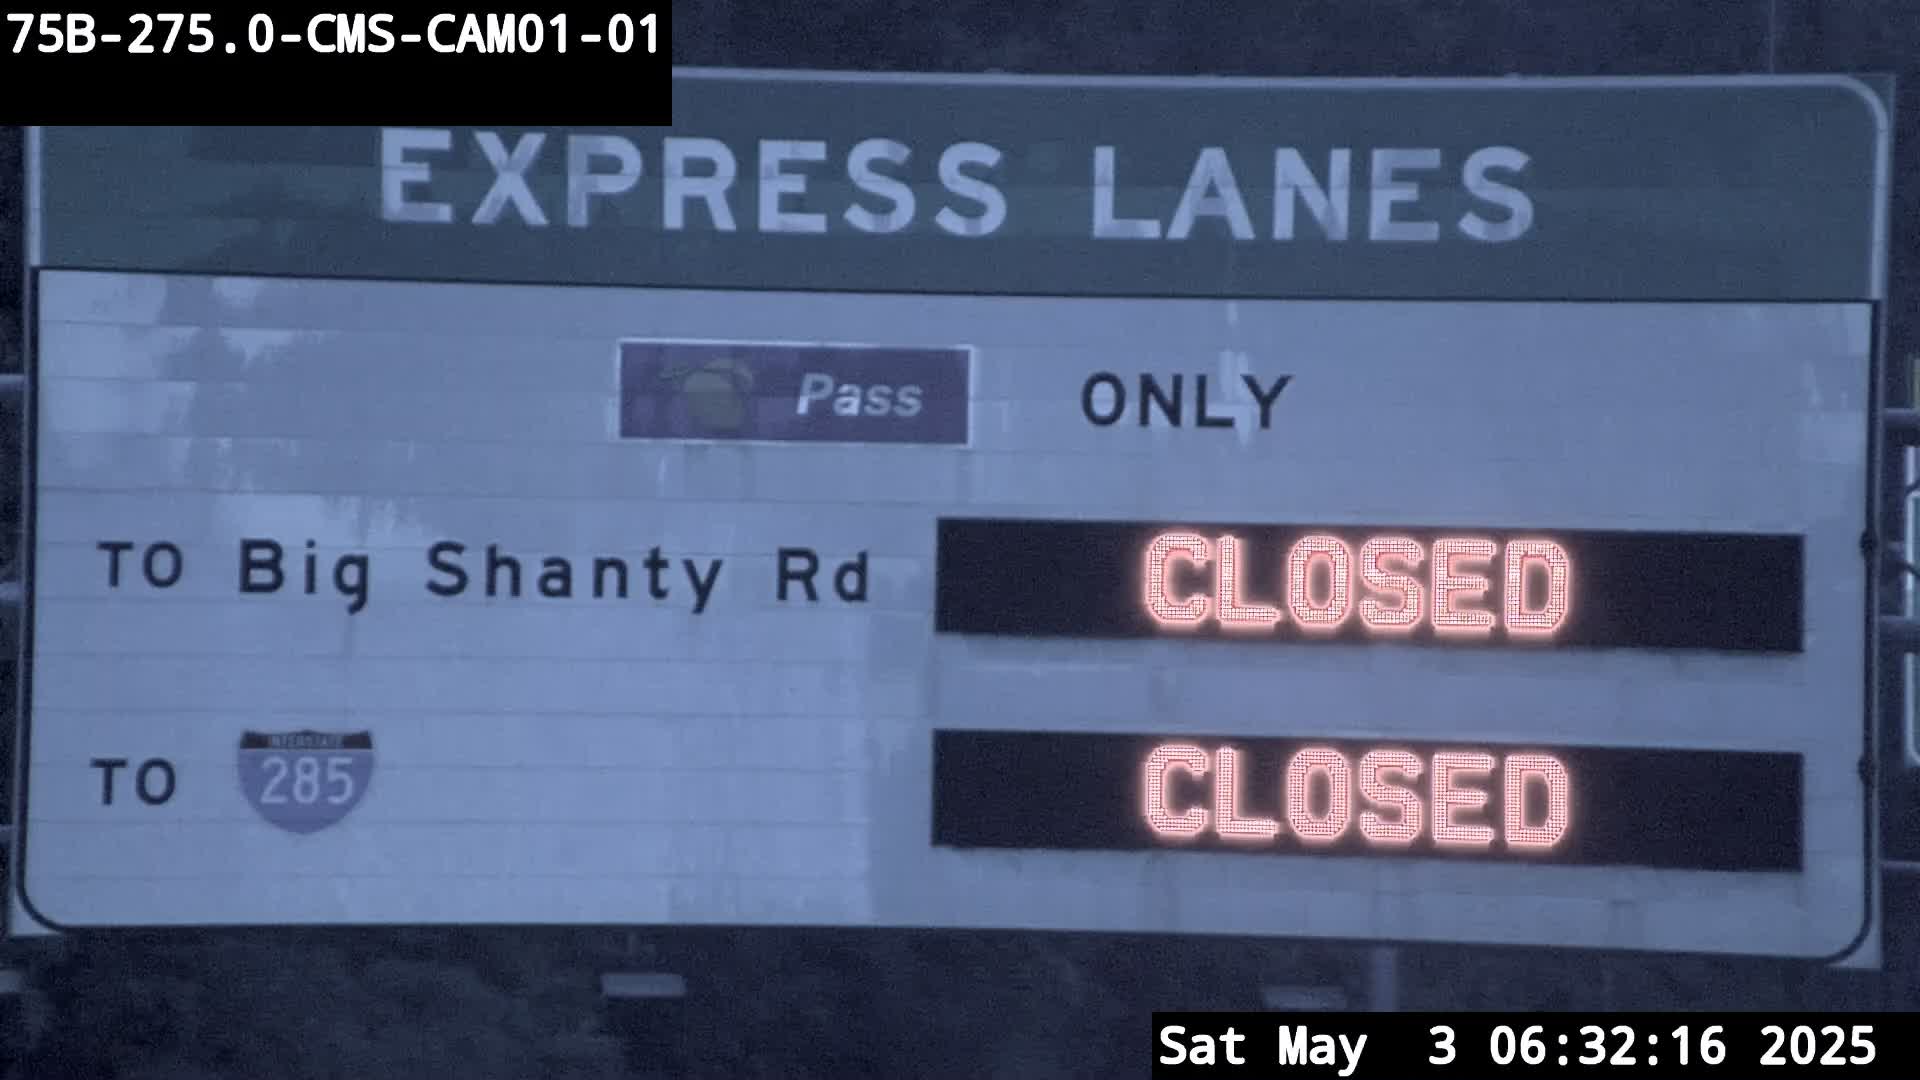 75B-275.0-CMS-CAM01-01
EXPRESS LANES
Pass ONLY
TO Big Shanty Rd CLOSED
TO INTERSTATE 285 CLOSED
Sat May 3 06:32:16 2025